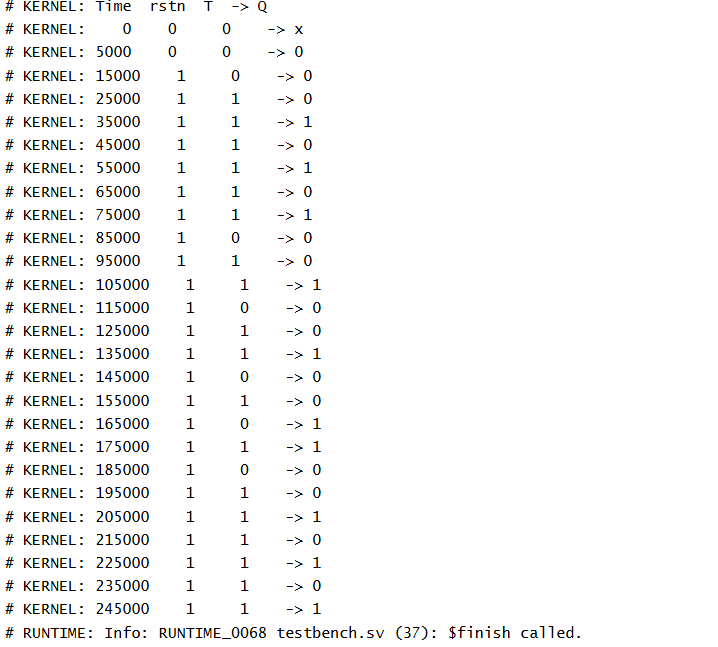 # KERNEL: Time  rstn  T  -> Q
# KERNEL:    0    0     0    -> x
# KERNEL: 5000    0     0    -> 0
# KERNEL: 15000    1     0    -> 0
# KERNEL: 25000    1     1    -> 0
# KERNEL: 35000    1     1    -> 1
# KERNEL: 45000    1     1    -> 0
# KERNEL: 55000    1     1    -> 1
# KERNEL: 65000    1     1    -> 0
# KERNEL: 75000    1     1    -> 1
# KERNEL: 85000    1     0    -> 0
# KERNEL: 95000    1     1    -> 0
# KERNEL: 105000    1     1    -> 1
# KERNEL: 115000    1     0    -> 0
# KERNEL: 125000    1     1    -> 0
# KERNEL: 135000    1     1    -> 1
# KERNEL: 145000    1     0    -> 0
# KERNEL: 155000    1     1    -> 0
# KERNEL: 165000    1     0    -> 1
# KERNEL: 175000    1     1    -> 1
# KERNEL: 185000    1     0    -> 0
# KERNEL: 195000    1     1    -> 0
# KERNEL: 205000    1     1    -> 1
# KERNEL: 215000    1     1    -> 0
# KERNEL: 225000    1     1    -> 1
# KERNEL: 235000    1     1    -> 0
# KERNEL: 245000    1     1    -> 1
# RUNTIME: Info: RUNTIME_0068 testbench.sv (37): $finish called.